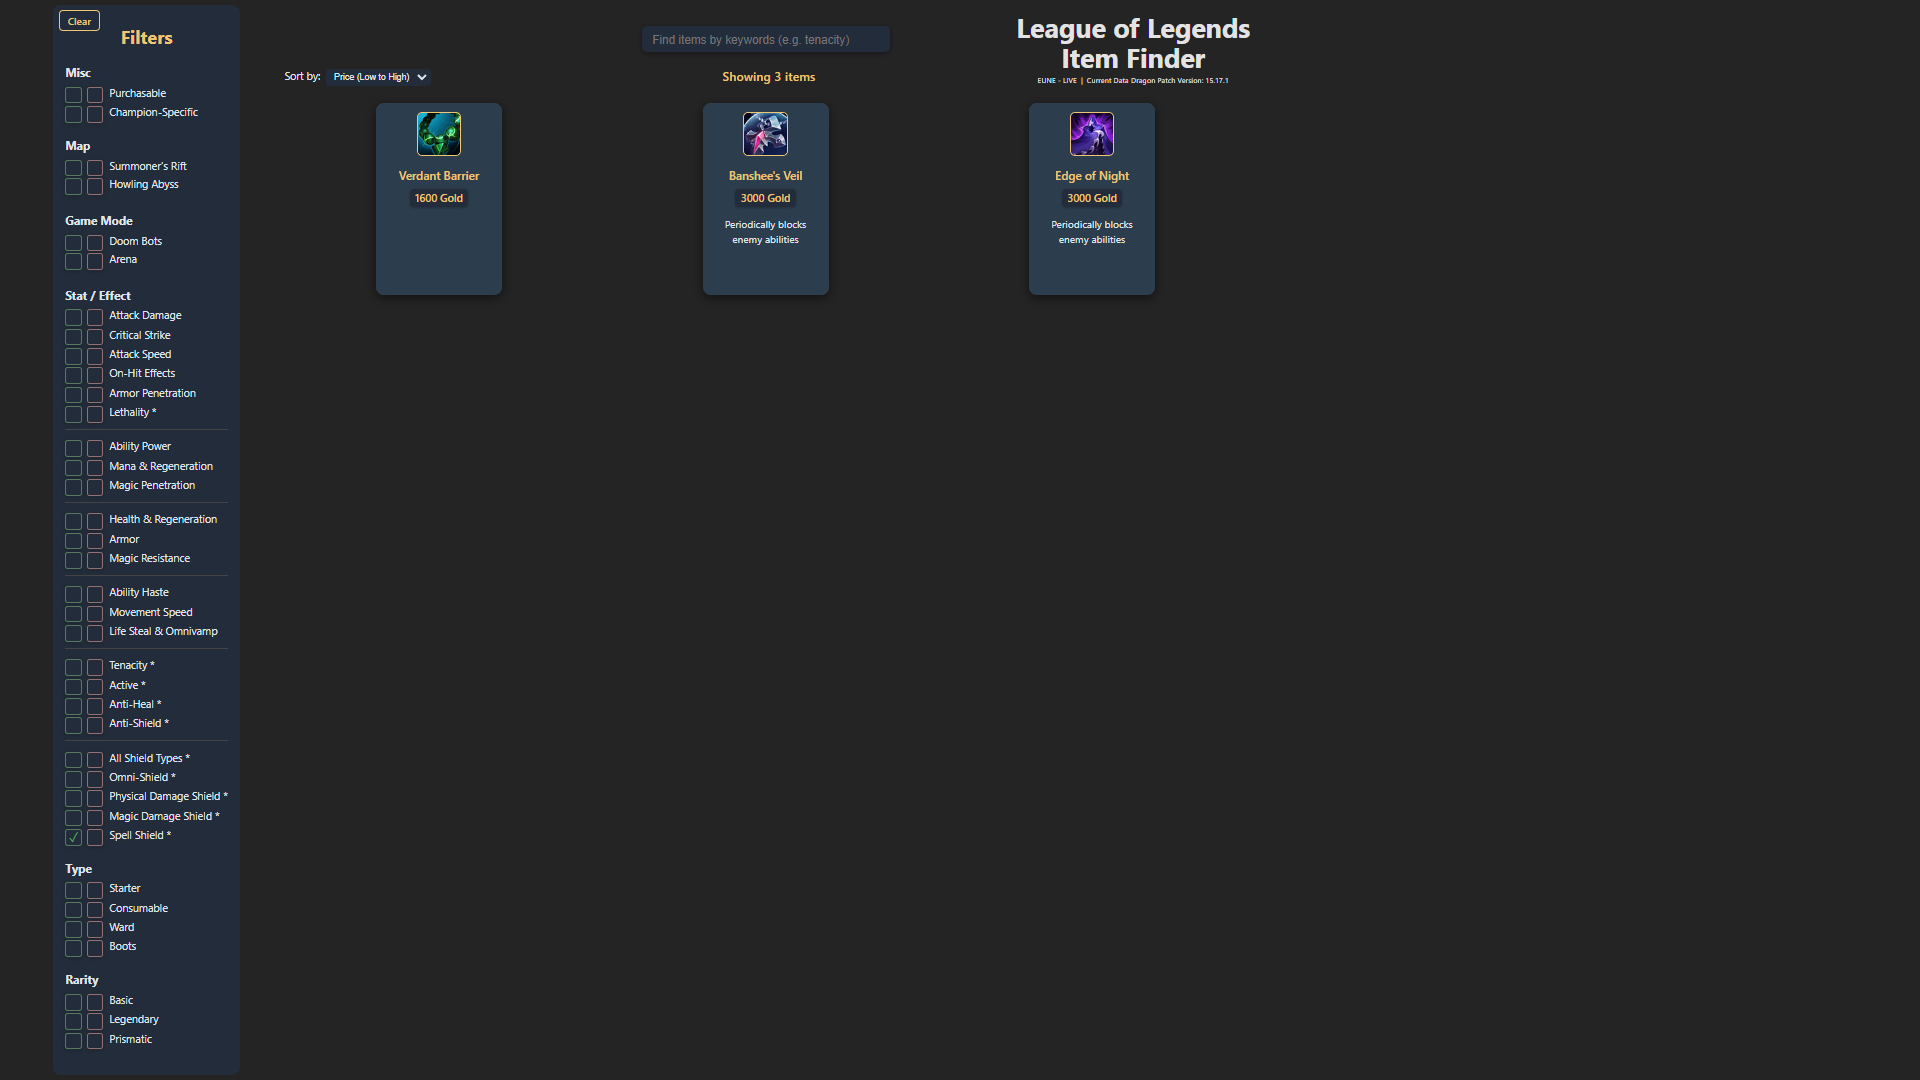 Clear
Filters
Misc
Purchasable
Champion-Specific
Map
Summoner's Rift
Howling Abyss
Game Mode
Doom Bots
Arena
Stat / Effect
Attack Damage
Critical Strike
Attack Speed
On-Hit Effects
Armor Penetration
Lethality *
Ability Power
Mana & Regeneration
Magic Penetration
Health & Regeneration
Armor
Magic Resistance
Ability Haste
Movement Speed
Life Steal & Omnivamp
Tenacity *
Active *
Anti-Heal *
Anti-Shield *
All Shield Types *
Omni-Shield *
Physical Damage Shield *
Magic Damage Shield *
Spell Shield *
Type
Starter
Consumable
Ward
Boots
Rarity
Basic
Legendary
Prismatic
Find items by keywords (e.g. tenacity)
League of Legends
Item Finder
EUNE - LIVE | Current Data Dragon Patch Version: 15.17.1
Sort by: Price (Low to High)
Showing 3 items
Verdant Barrier
1600 Gold
Banshee's Veil
3000 Gold
Periodically blocks
enemy abilities
Edge of Night
3000 Gold
Periodically blocks
enemy abilities